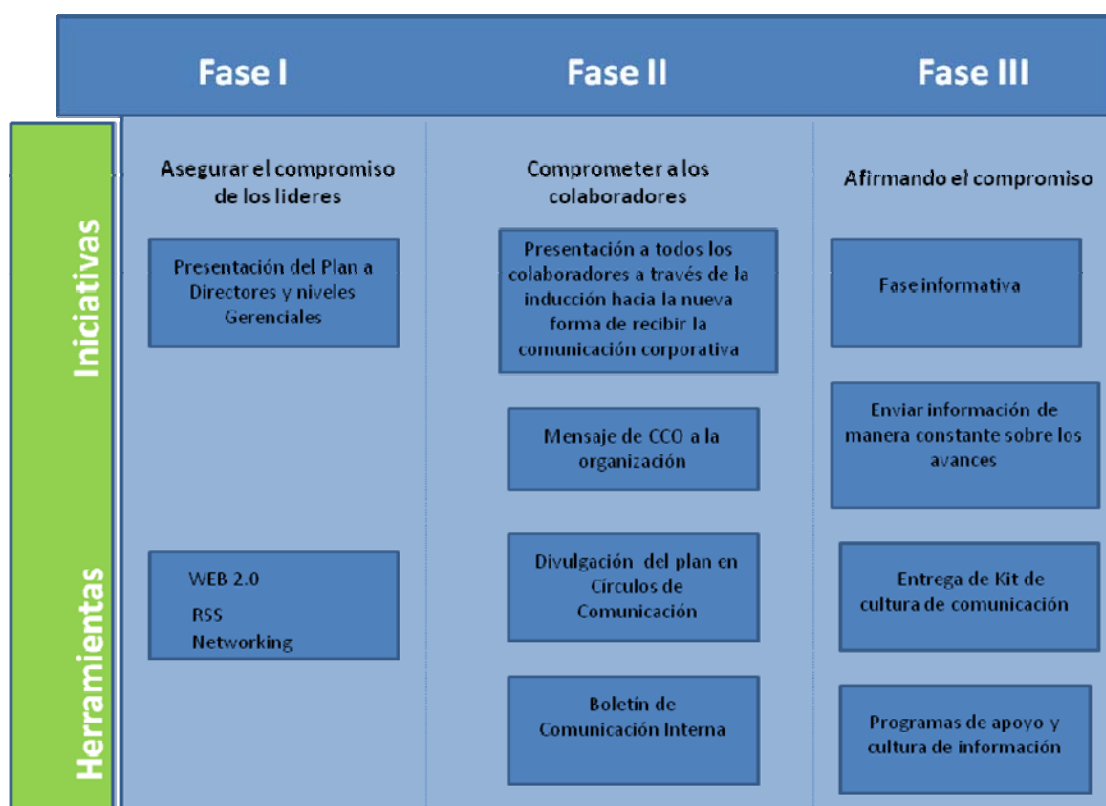 Fase I
Fase II
Fase III
Iniciativas
Herramientas
Asegurar el compromiso
de los lideres
Presentación del Plan a
Directores y niveles
Gerenciales
WEB 2.0
RSS
Networking
Comprometer a los
colaboradores
Presentación a todos los
colaboradores a través de la
inducción hacia la nueva
forma de recibir la
comunicación corporativa
Mensaje de CCO a la
organización
Divulgación del plan en
Círculos de
Comunicación
Boletín de
Comunicación Interna
Afirmando el compromiso
Fase informativa
Enviar información de
manera constante sobre los
avances
Entrega de Kit de
cultura de comunicación
Programas de apoyo y
cultura de información